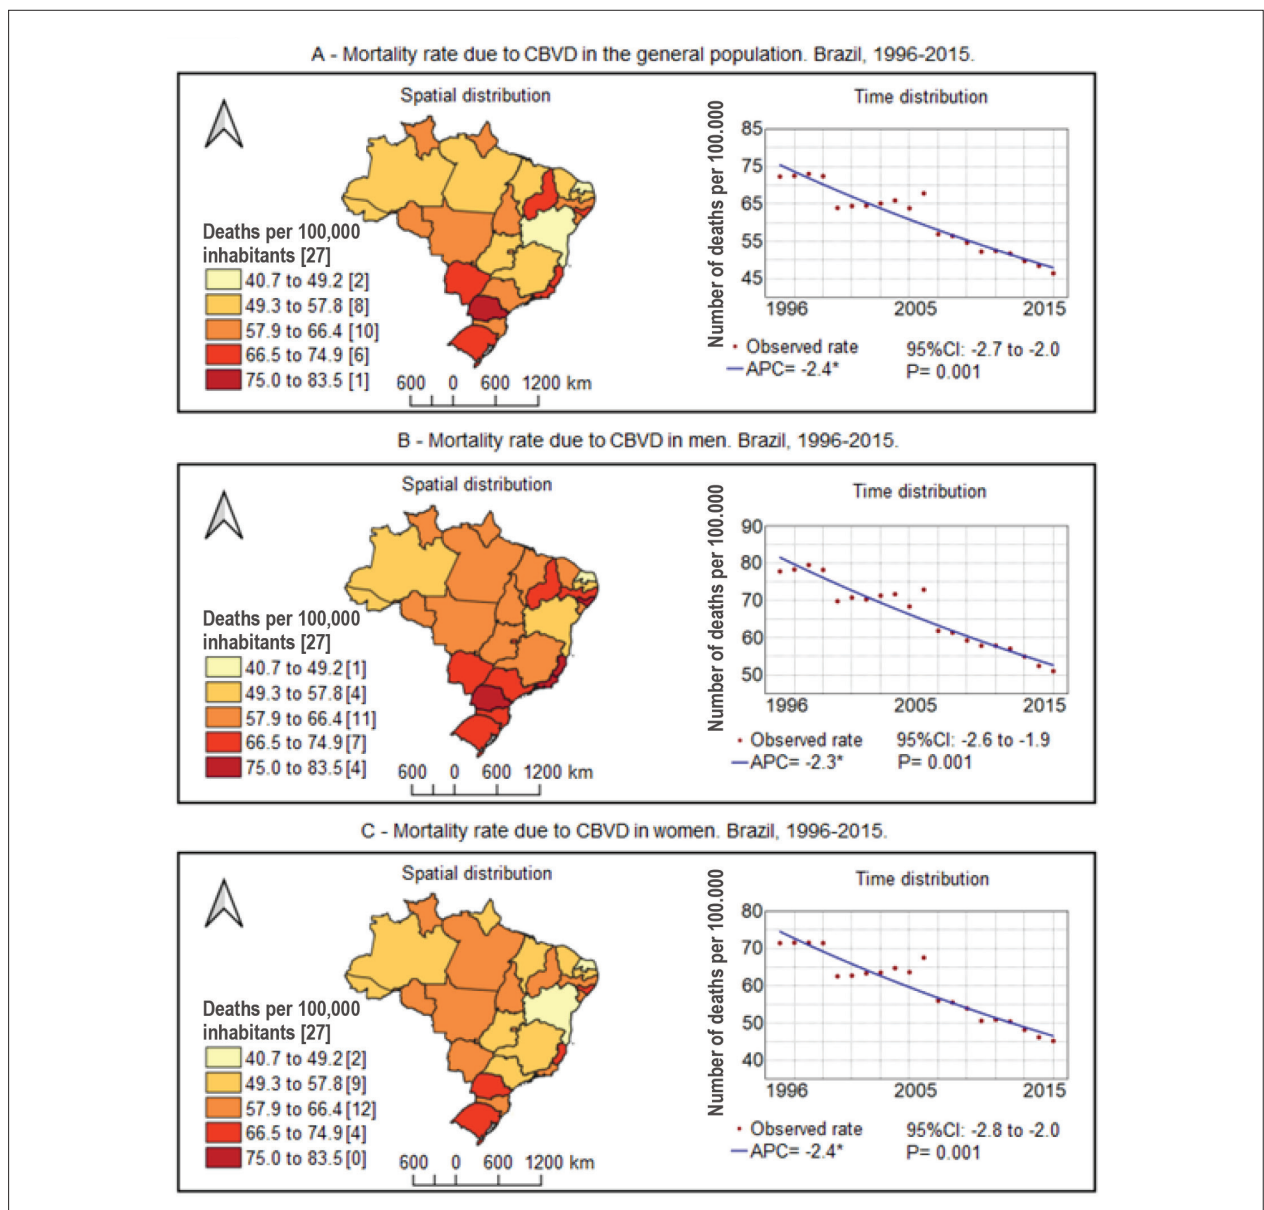 A - Mortality rate due to CBVD in the general population. Brazil, 1996-2015.
Spatial distribution
Deaths per 100,000
inhabitants [27]
40.7 to 49.2 [2]
49.3 to 57.8 [8]
57.9 to 66.4 [10]
66.5 to 74.9 [6]
75.0 to 83.5 [1]
600 0 600 1200 km
Time distribution
Number of deaths per 100.000
85
75
65
55
45
1996 2005 2015
Observed rate
APC= -2.4*
95%CI: -2.7 to -2.0
P= 0.001
B - Mortality rate due to CBVD in men. Brazil, 1996-2015.
Spatial distribution
Deaths per 100,000
inhabitants [27]
40.7 to 49.2 [1]
49.3 to 57.8 [4]
57.9 to 66.4 [11]
66.5 to 74.9 [7]
75.0 to 83.5 [4]
600 0 600 1200 km
Time distribution
Number of deaths per 100.000
90
80
70
60
50
1996 2005 2015
Observed rate
APC= -2.3*
95%CI: -2.6 to -1.9
P= 0.001
C - Mortality rate due to CBVD in women. Brazil, 1996-2015.
Spatial distribution
Deaths per 100,000
inhabitants [27]
40.7 to 49.2 [2]
49.3 to 57.8 [9]
57.9 to 66.4 [12]
66.5 to 74.9 [4]
75.0 to 83.5 [0]
600 0 600 1200 km
Time distribution
Number of deaths per 100.000
80
70
60
50
40
1996 2005 2015
Observed rate
APC= -2.4*
95%CI: -2.8 to -2.0
P= 0.001